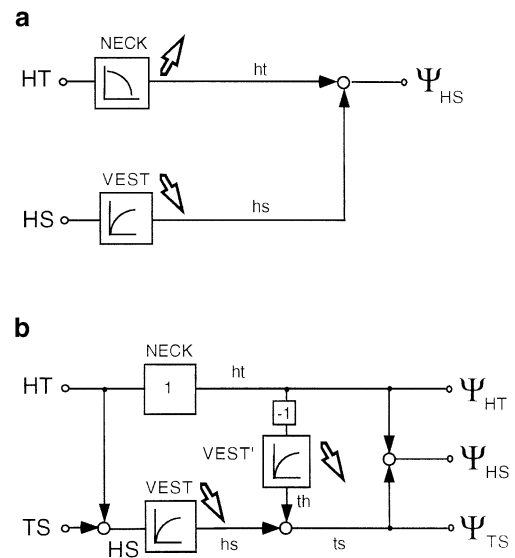 a
NECK
HT ht Ψ HS
VEST
HS hs
b
NECK
HT 1 ht Ψ HT
-1
VEST'
Ψ HS
VEST th
TS HS hs ts Ψ TS